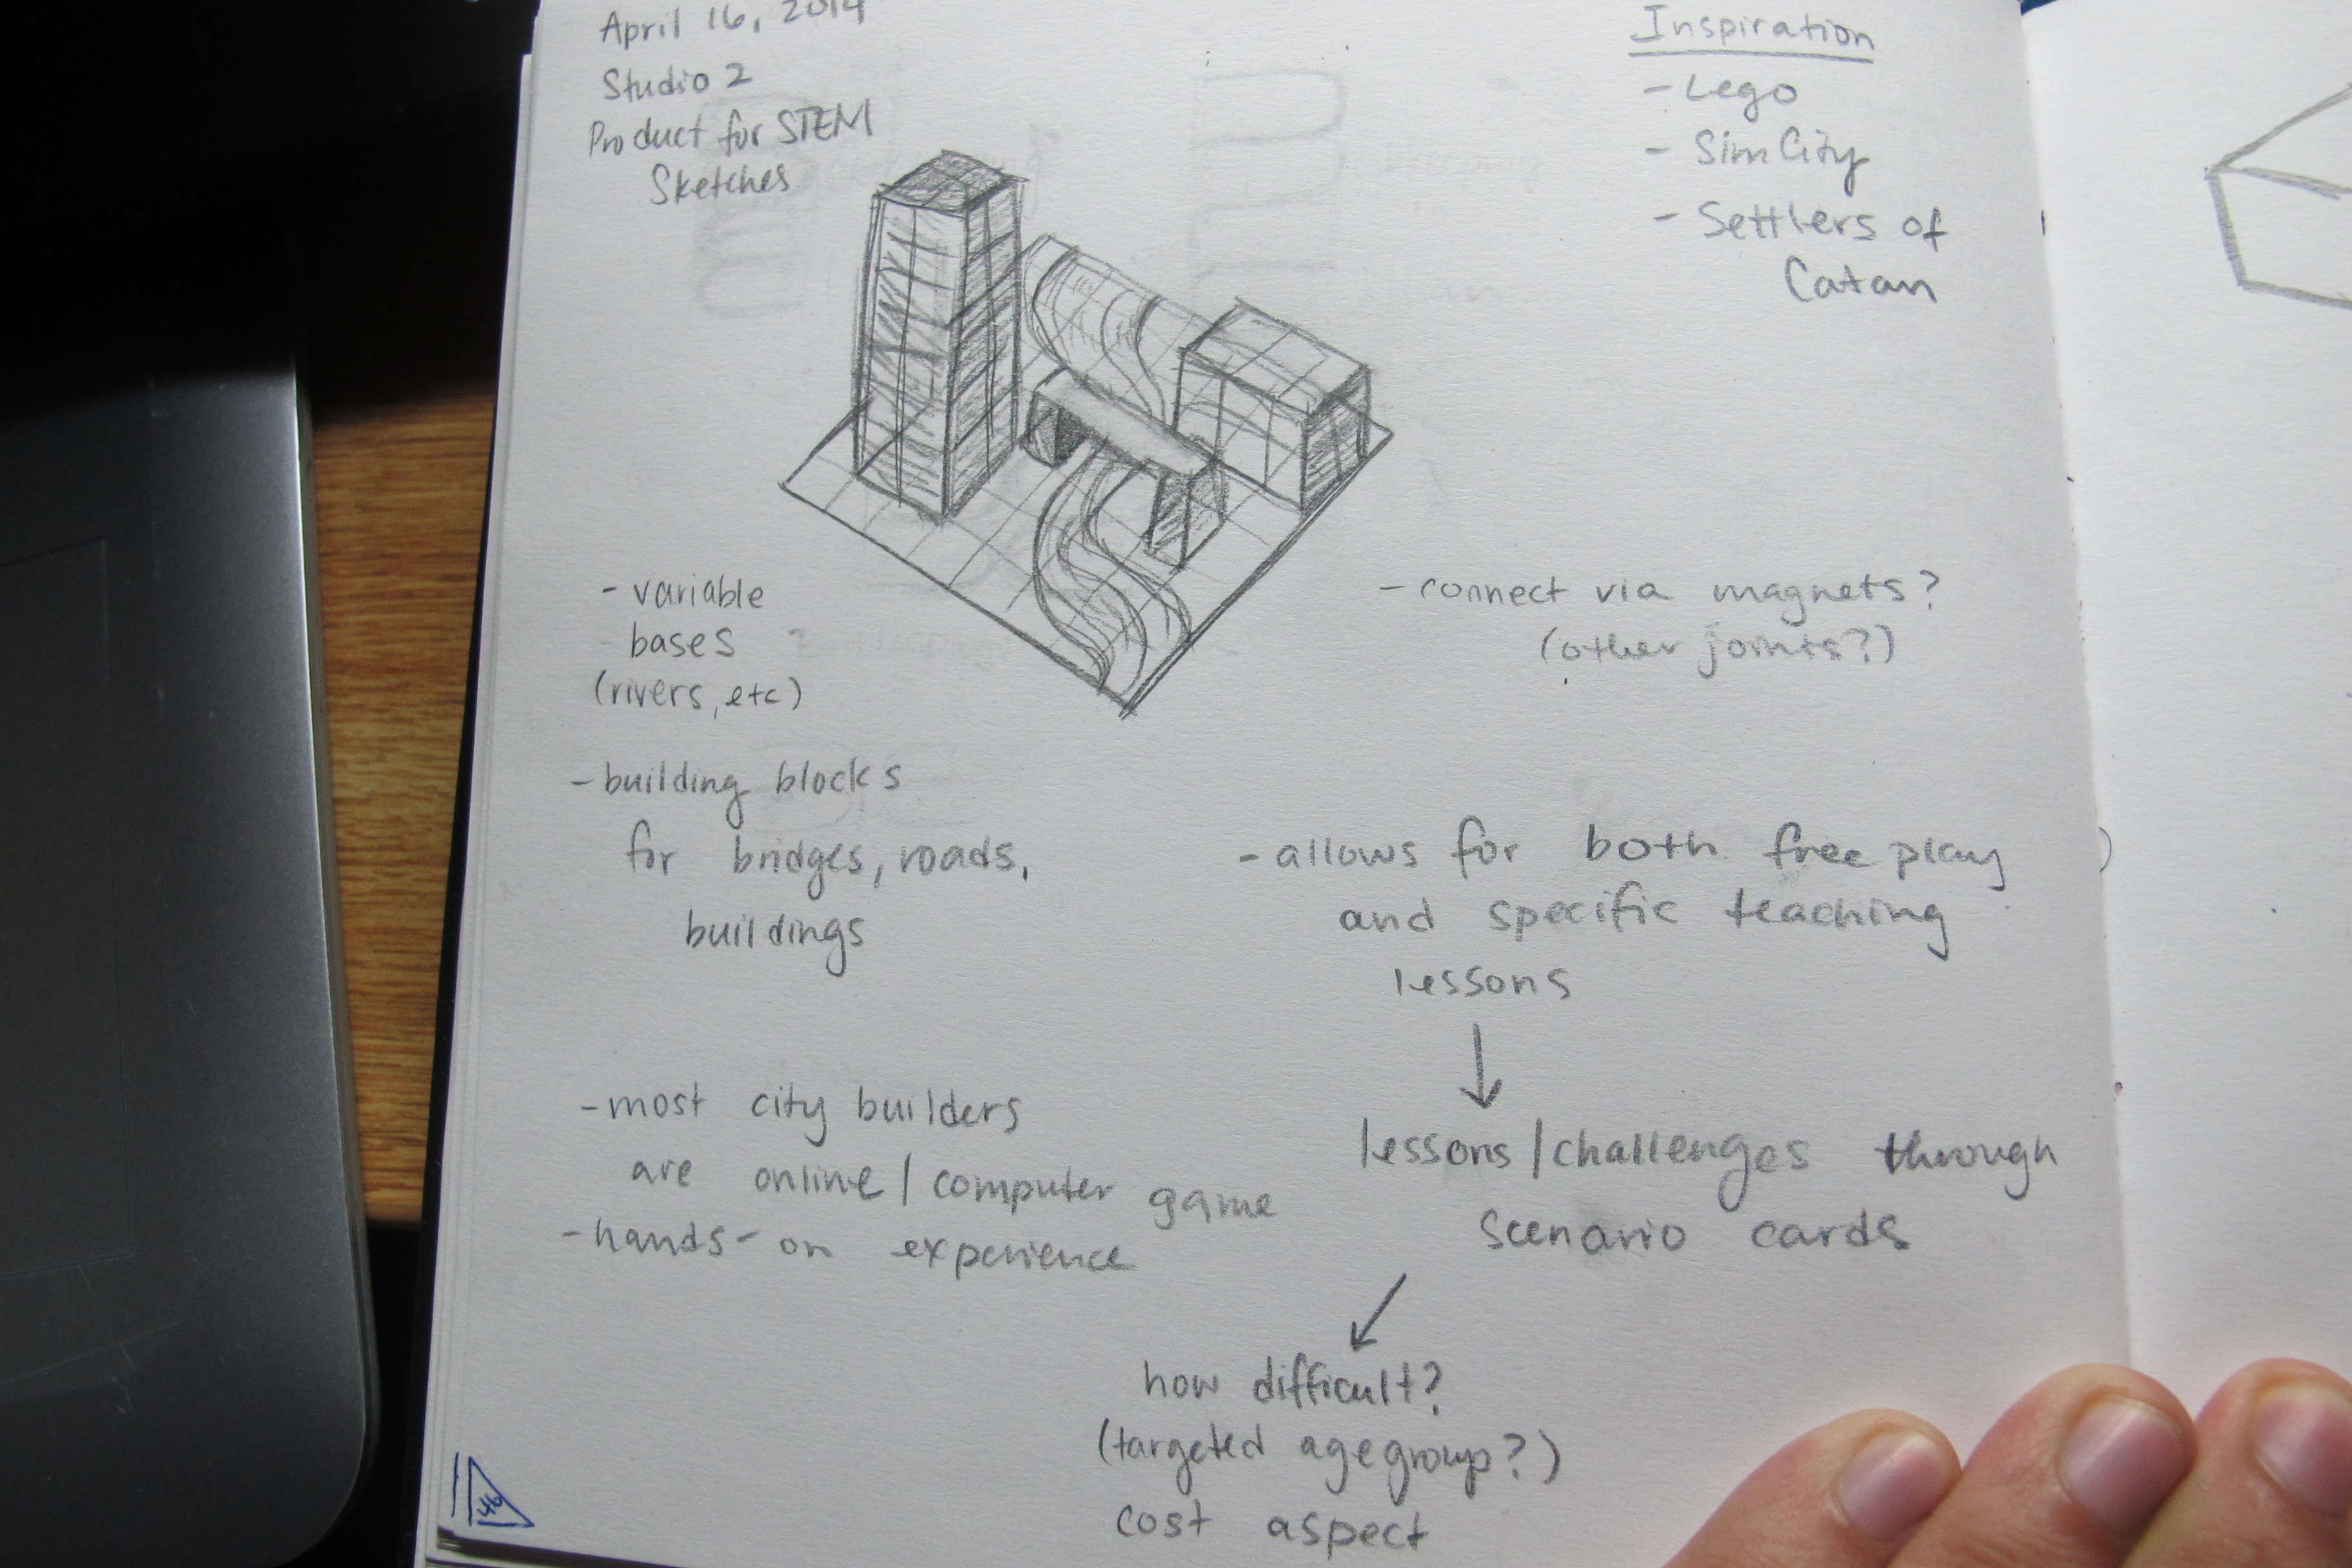 April 16, 2014
Studio 2
Product for STEM
Sketches
Inspiration
- Lego
- SimCity
- Settlers of
Catan
- variable
bases
(rivers, etc)
- connect via magnets?
(other joints?)
- building blocks
for bridges, roads,
buildings
- allows for both free play
and specific teaching
lessons
- most city builders
are online/computer game
- hands-on experience
lessons/challenges through
scenario cards
how difficult?
(targeted age group?)
cost aspect